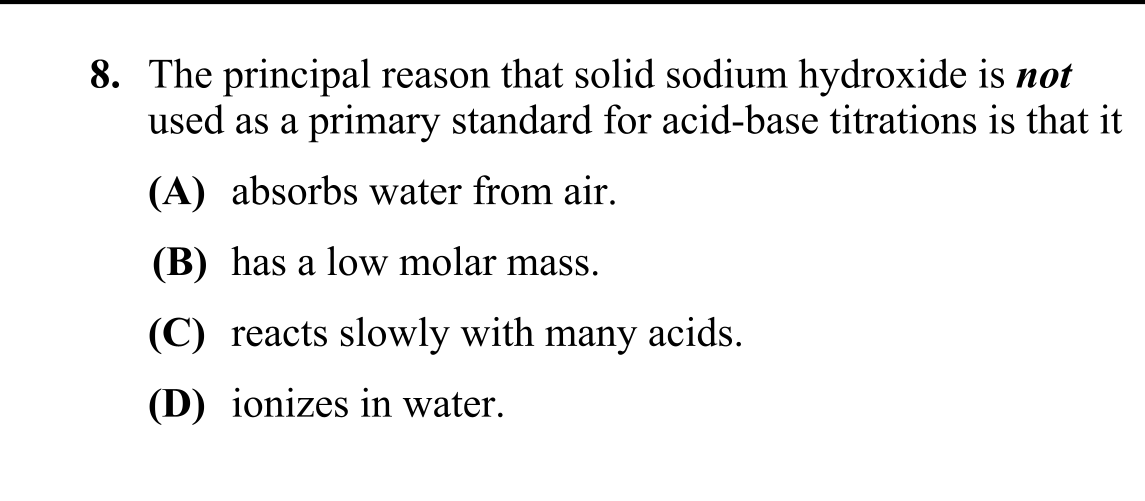 8. The principal reason that solid sodium hydroxide is not
used as a primary standard for acid-base titrations is that it
(A) absorbs water from air.
(B) has a low molar mass.
(C) reacts slowly with many acids.
(D) ionizes in water.